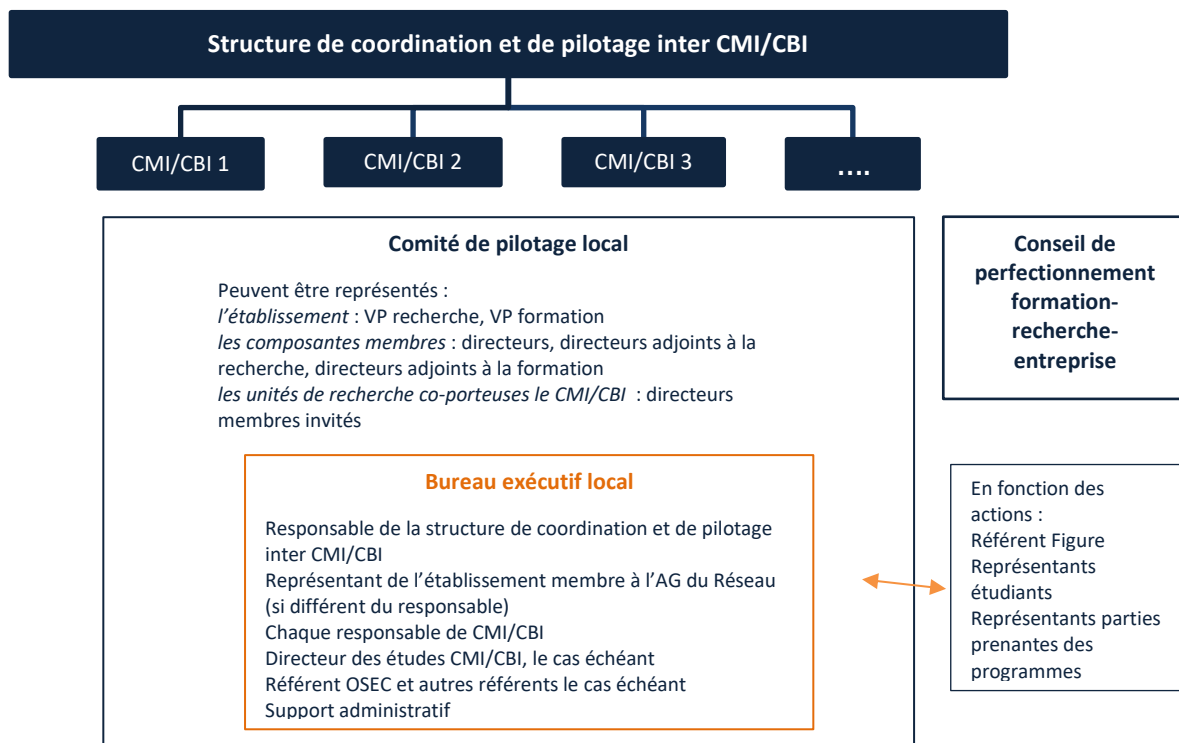 Structure de coordination et de pilotage inter CMI/CBI
CMI/CBI 1
CMI/CBI 2
CMI/CBI 3
....
Comité de pilotage local
Peuvent être représentés :
l’établissement : VP recherche, VP formation
les composantes membres : directeurs, directeurs adjoints à la
recherche, directeurs adjoints à la formation
les unités de recherche co-porteuses le CMI/CBI : directeurs
membres invités
Bureau exécutif local
Responsable de la structure de coordination et de pilotage
inter CMI/CBI
Représentant de l’établissement membre à l’AG du Réseau
(si différent du responsable)
Chaque responsable de CMI/CBI
Directeur des études CMI/CBI, le cas échéant
Référent OSEC et autres référents le cas échéant
Support administratif
Conseil de
perfectionnement
formation-
recherche-
entreprise
En fonction des
actions :
Référent Figure
Représentants
étudiants
Représentants parties
prenantes des
programmes